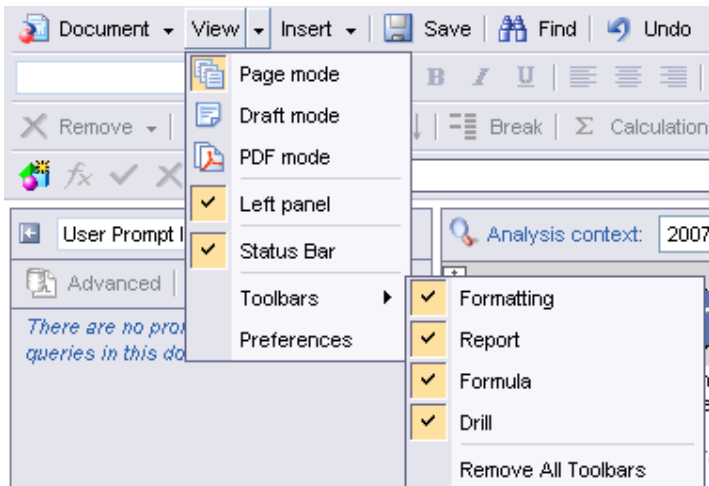 Document View Insert Save Find Undo
Page mode
B I U
Draft mode
Remove Break Σ Calculation
PDF mode
fx
Left panel
User Prompt Analysis context: 2007
Status Bar
Advanced
Toolbars Formatting
There are no
queries in this
Preferences Report
Formula
Drill
Remove All Toolbars